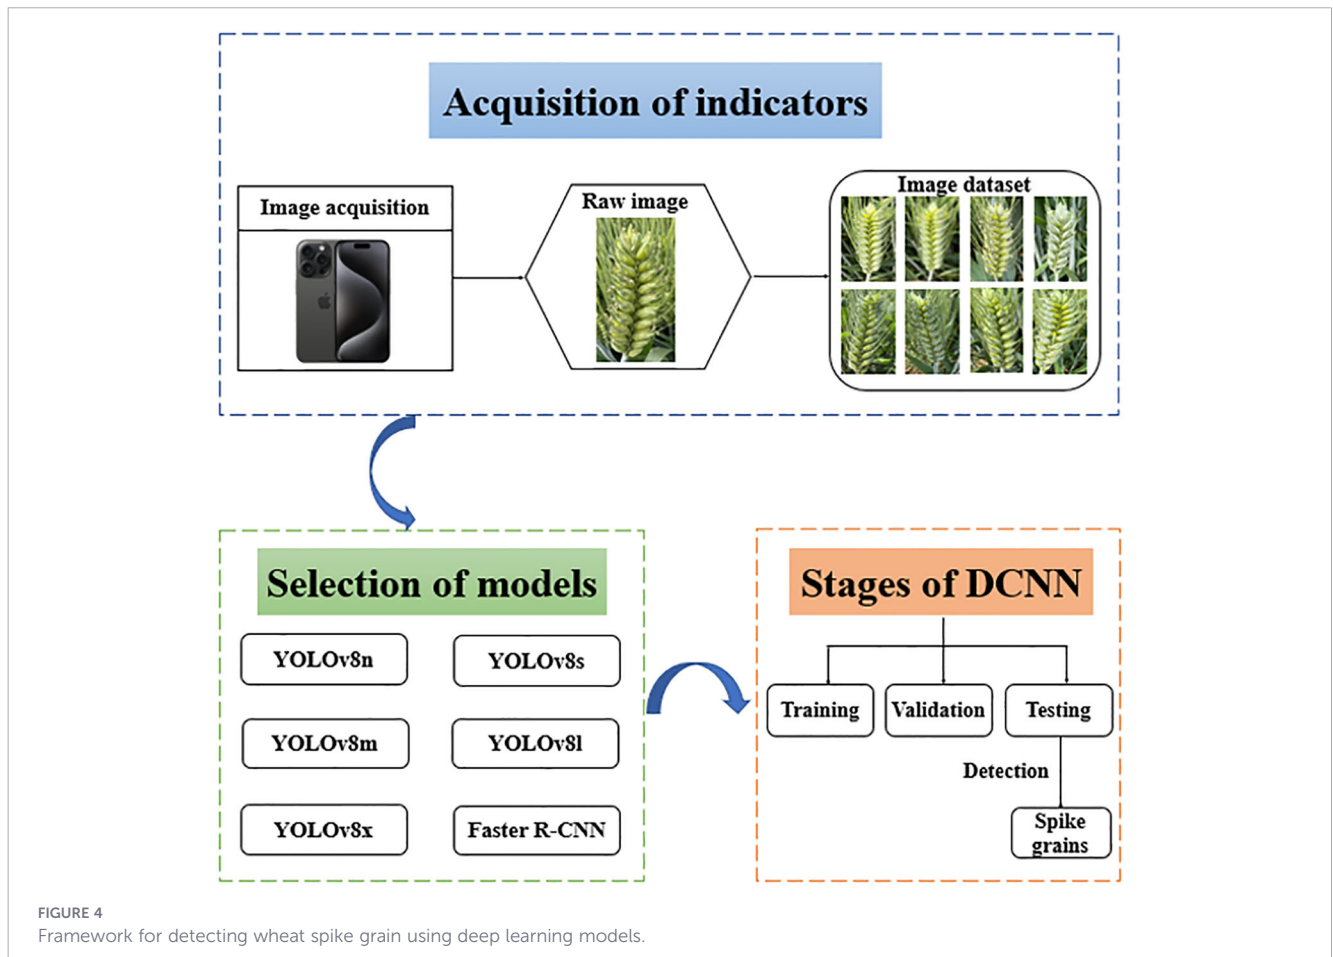 Acquisition of indicators
Image acquisition
Raw image
Image dataset
Selection of models
YOLOv8n
YOLOv8s
YOLOv8m
YOLOv8l
YOLOv8x
Faster R-CNN
Stages of DCNN
Training
Validation
Testing
Detection
Spike
grains
FIGURE 4
Framework for detecting wheat spike grain using deep learning models.